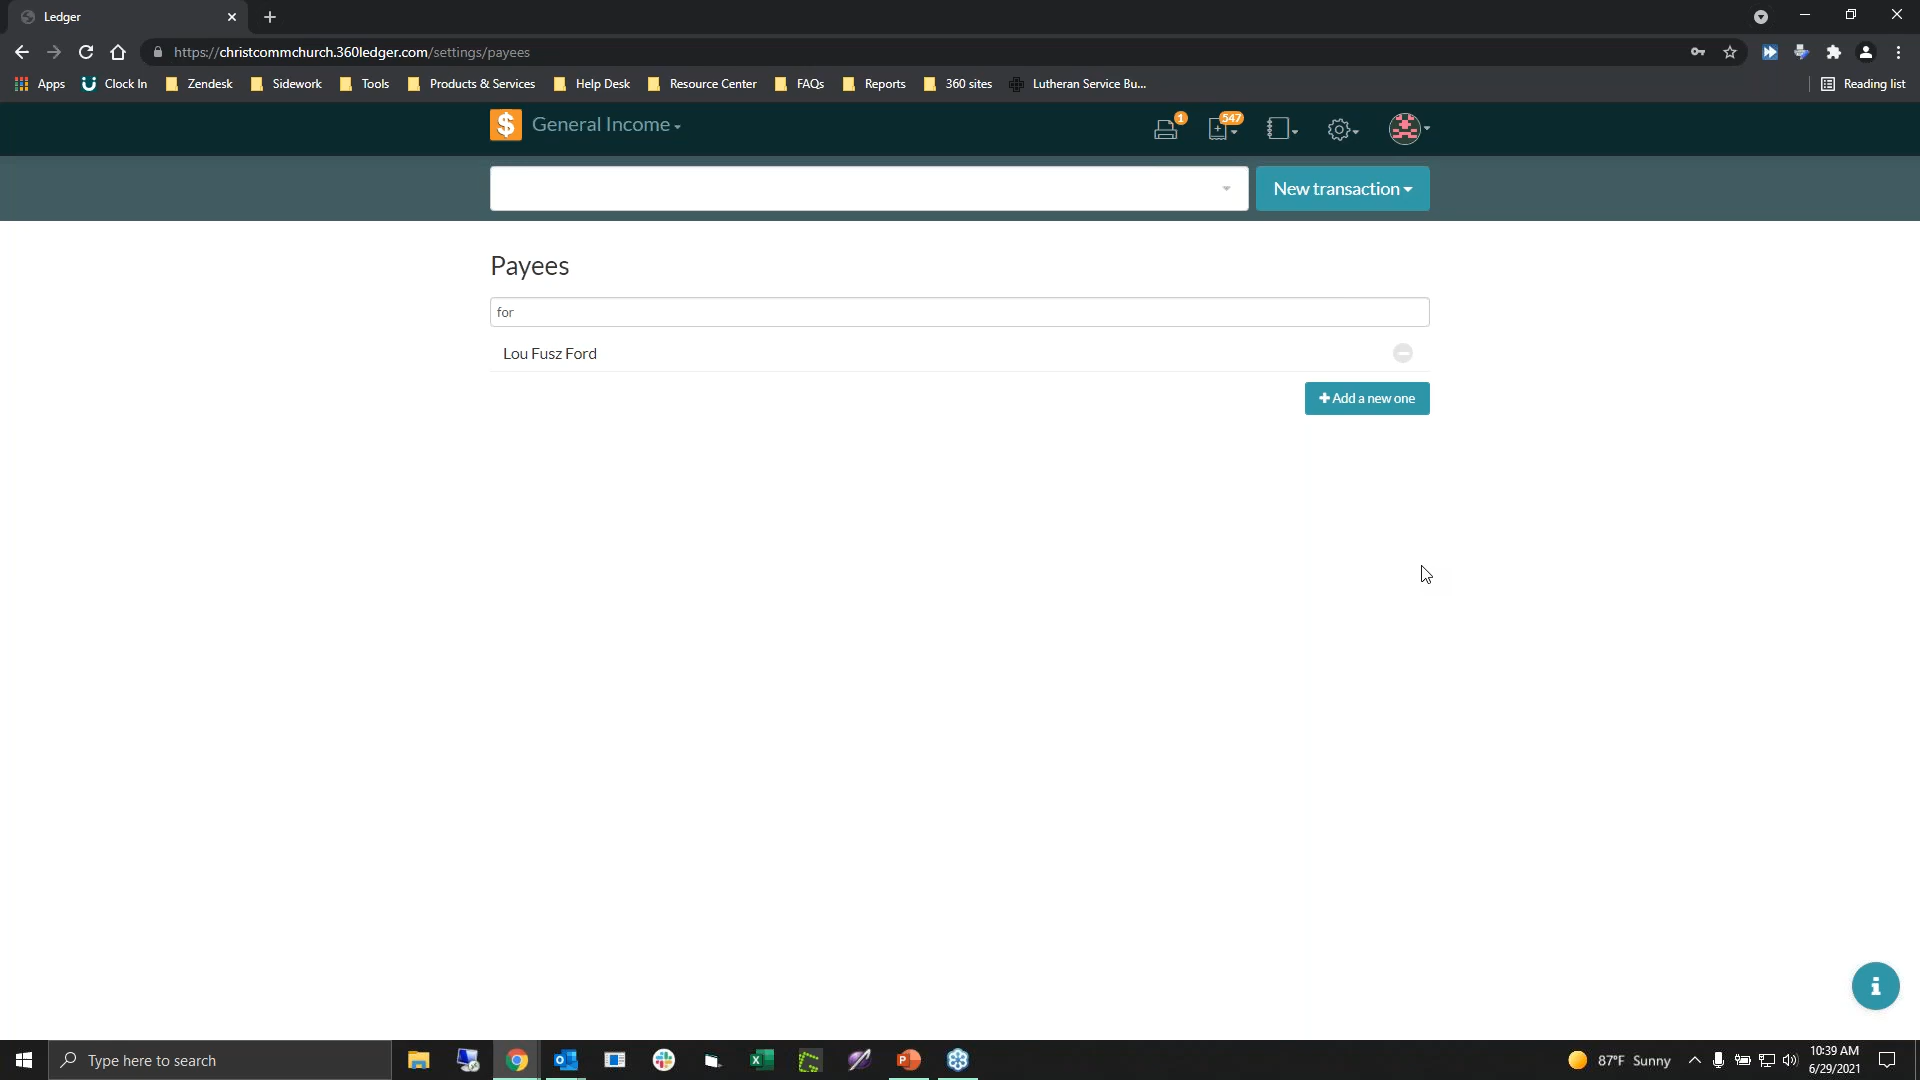 Ledger
https://christcommchurch.360ledger.com/settings/payees
Apps
Clock In
Zendesk
Sidework
Tools
Products & Services
Help Desk
Resource Center
FAQs
Reports
360 sites
Lutheran Service Bu...
Reading list
$ General Income
1
547
New transaction
Payees
for
Lou Fusz Ford
+ Add a new one
i
Type here to search
87°F Sunny
10:39 AM
6/29/2021